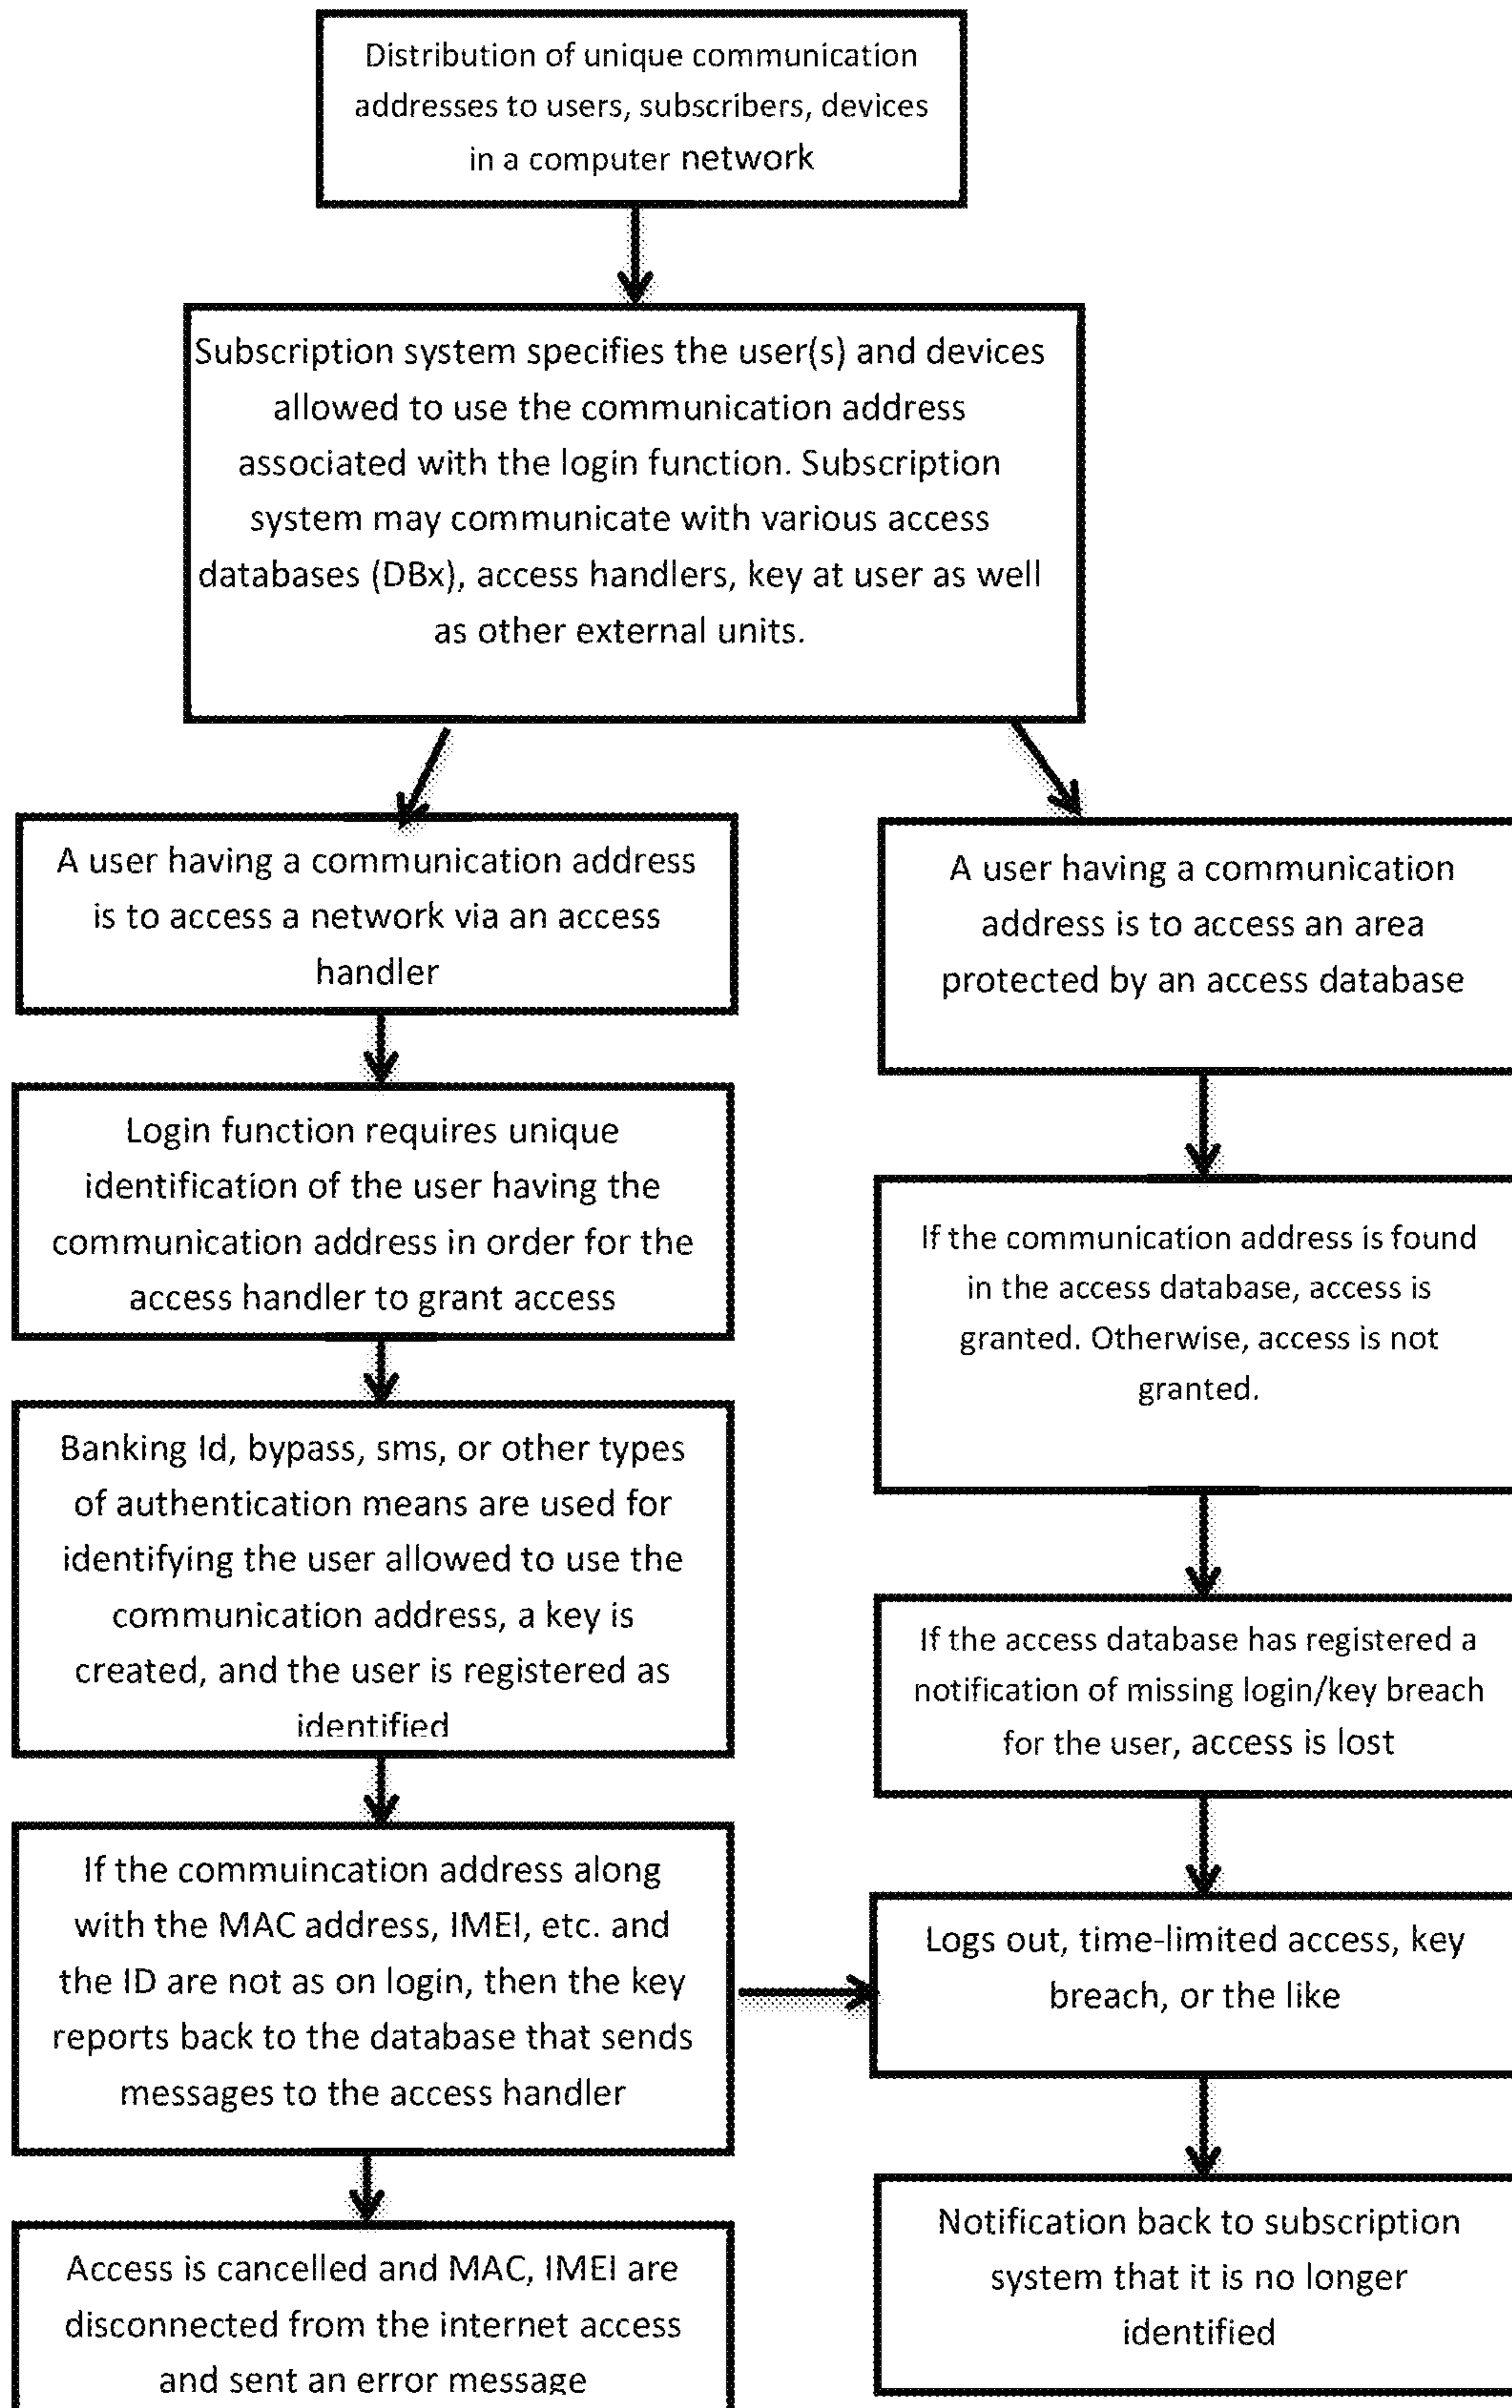 Distribution of unique communication
addresses to users, subscribers, devices
in a computer network
Subscription system specifies the user(s) and devices
allowed to use the communication address
associated with the login function. Subscription
system may communicate with various access
databases (DBx), access handlers, key at user as well
as other external units.
A user having a communication address
is to access a network via an access
handler
Login function requires unique
identification of the user having the
communication address in order for the
access handler to grant access
Banking Id, bypass, sms, or other types
of authentication means are used for
identifying the user allowed to use the
communication address, a key is
created, and the user is registered as
identified
If the commuincation address along
with the MAC address, IMEI, etc. and
the ID are not as on login, then the key
reports back to the database that sends
messages to the access handler
Access is cancelled and MAC, IMEI are
disconnected from the internet access
and sent an error message
A user having a communication
address is to access an area
protected by an access database
If the communication address is found
in the access database, access is
granted. Otherwise, access is not
granted.
If the access database has registered a
notification of missing login/key breach
for the user, access is lost
Logs out, time-limited access, key
breach, or the like
Notification back to subscription
system that it is no longer
identified